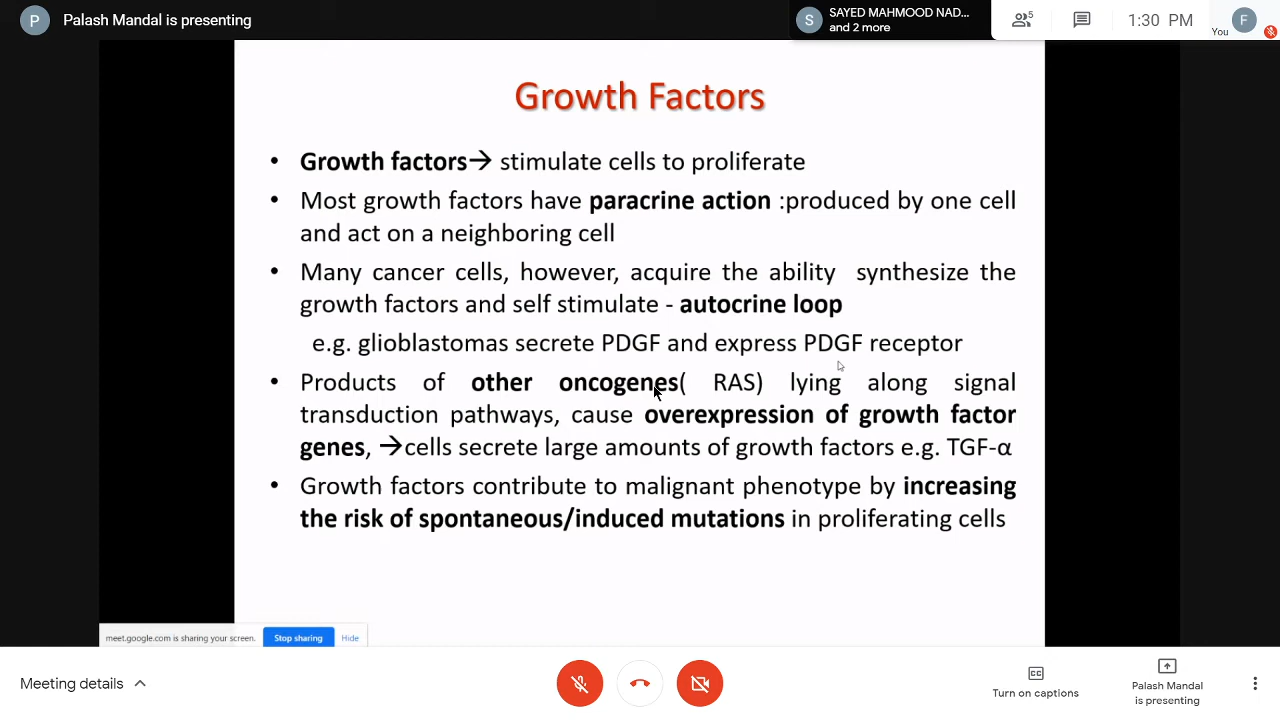 P Palash Mandal is presenting
S SAYED MAHMOOD NAD...
and 2 more
5
1:30 PM
You F
Growth Factors
• Growth factors→ stimulate cells to proliferate
• Most growth factors have paracrine action :produced by one cell
and act on a neighboring cell
• Many cancer cells, however, acquire the ability synthesize the
growth factors and self stimulate - autocrine loop
e.g. glioblastomas secrete PDGF and express PDGF receptor
• Products of other oncogenes( RAS) lying along signal
transduction pathways, cause overexpression of growth factor
genes, →cells secrete large amounts of growth factors e.g. TGF-α
• Growth factors contribute to malignant phenotype by increasing
the risk of spontaneous/induced mutations in proliferating cells
meet.google.com is sharing your screen. Stop sharing Hide
Meeting details
CC
Turn on captions
Palash Mandal
is presenting